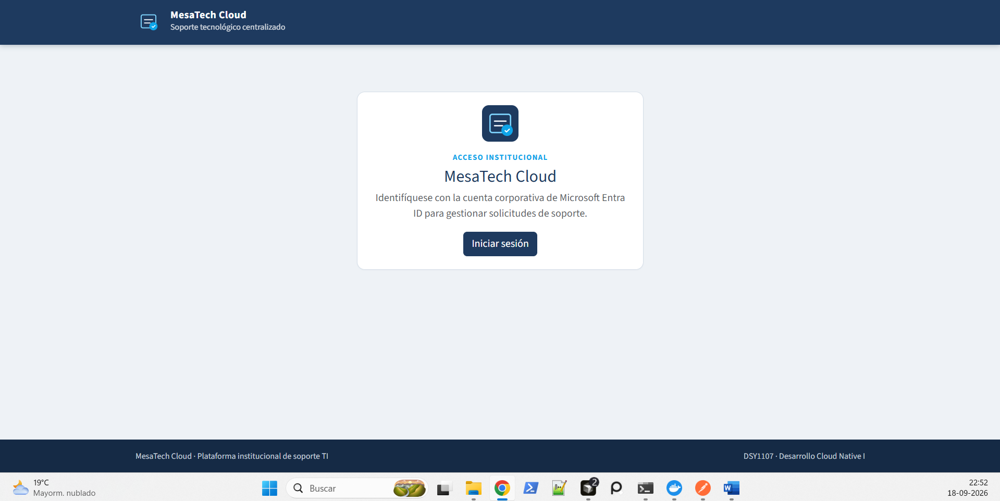 MesaTech Cloud
Soporte tecnológico centralizado
ACCESO INSTITUCIONAL
MesaTech Cloud
Identifíquese con la cuenta corporativa de Microsoft Entra
ID para gestionar solicitudes de soporte.
Iniciar sesión
MesaTech Cloud · Plataforma institucional de soporte TI
DSY1107 · Desarrollo Cloud Native I
19°C
Mayorm. nublado
Buscar
2
W
22:52
18-09-2026